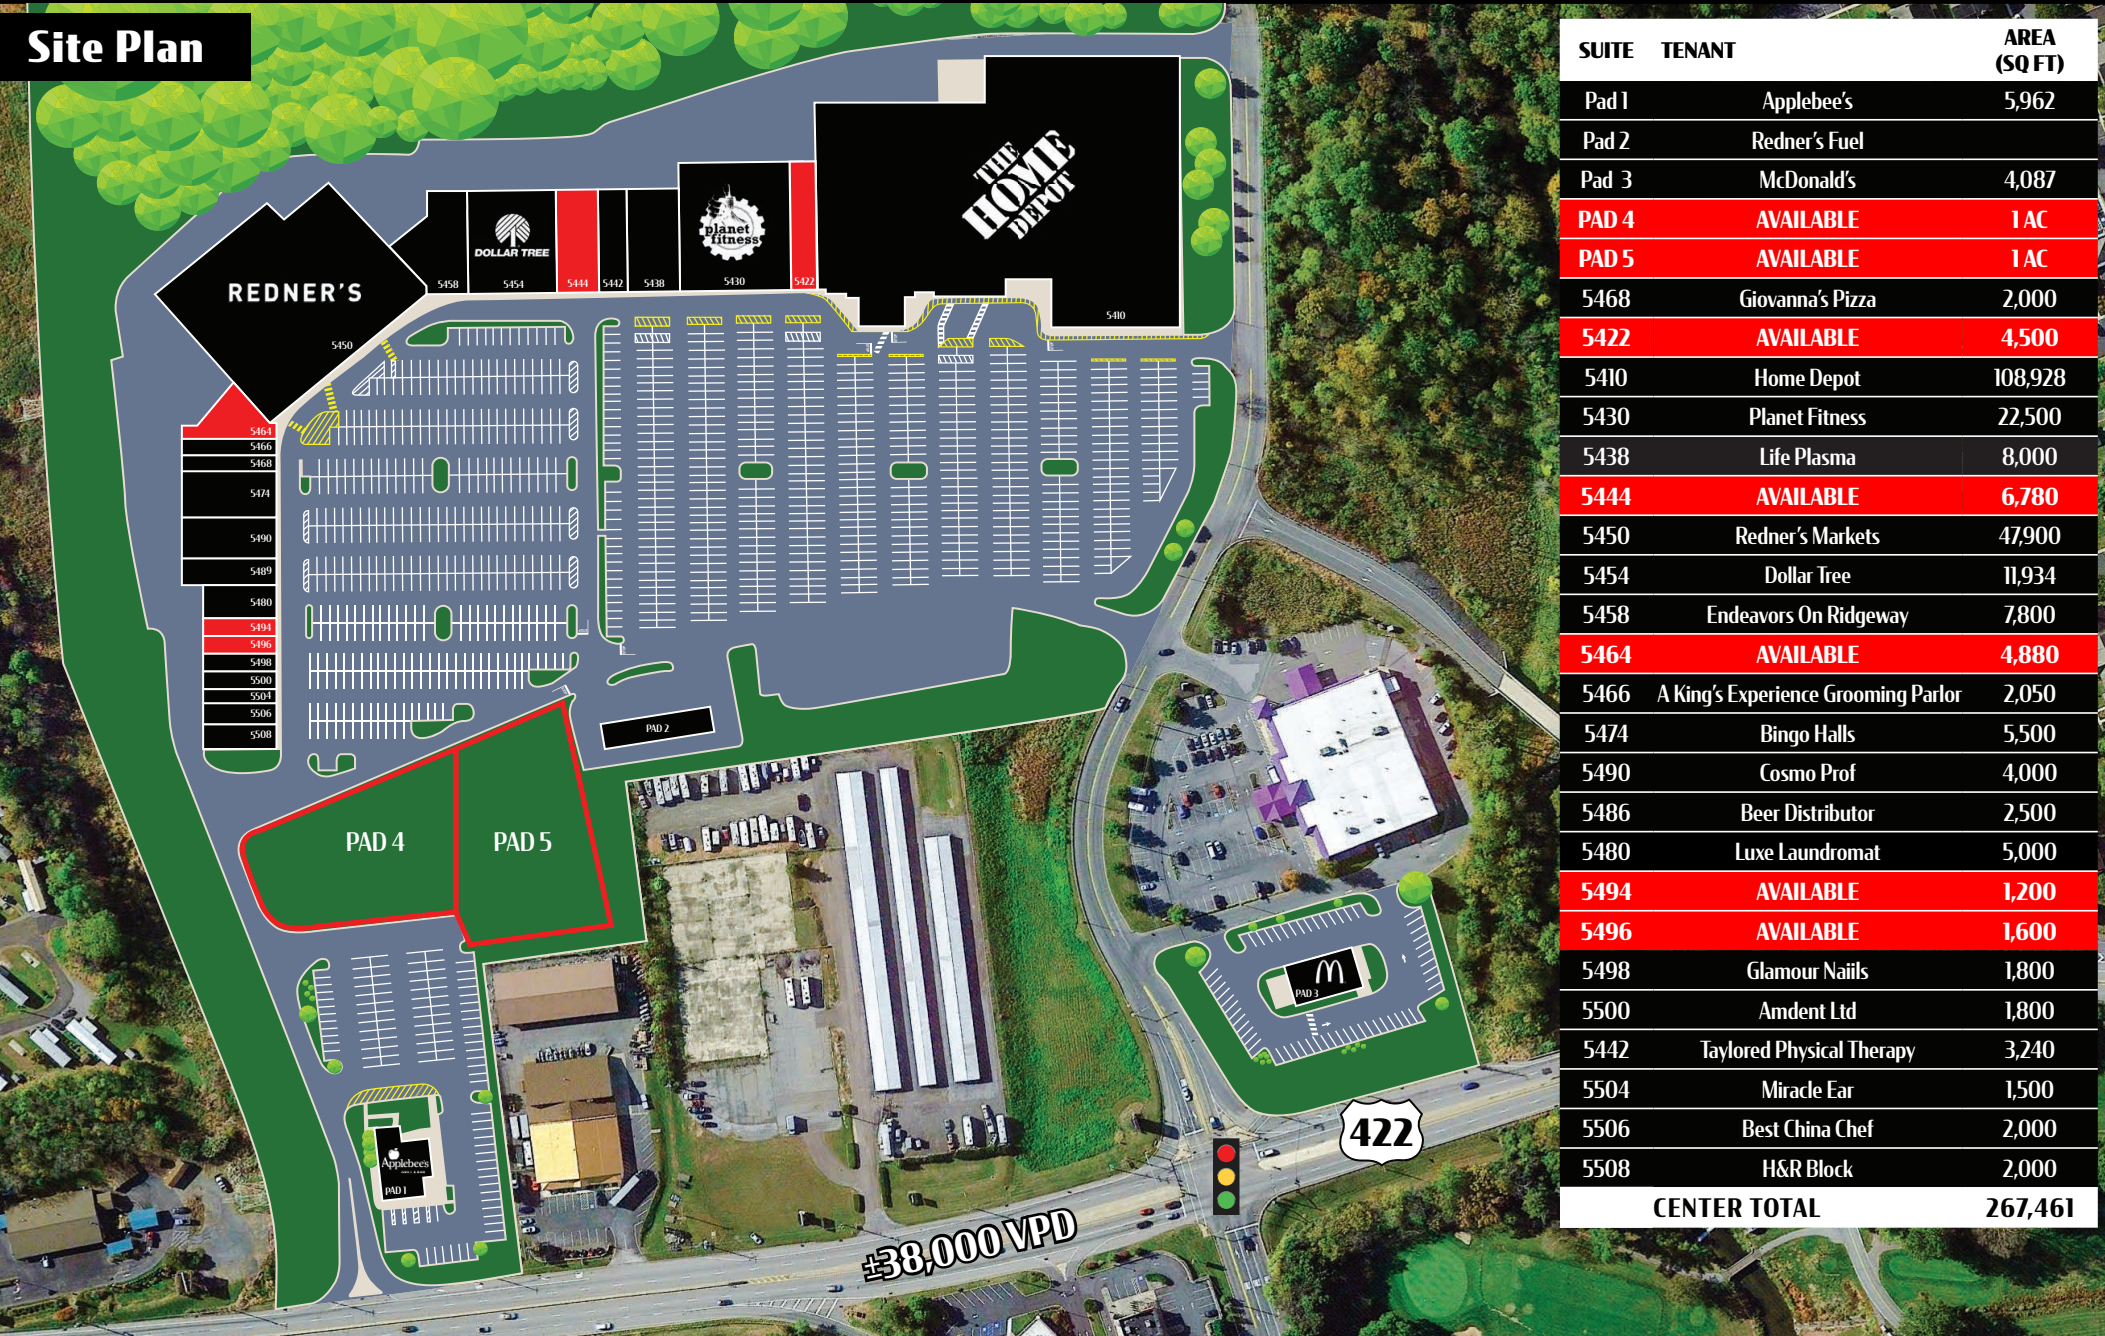 Site Plan
THE
HOME
DEPOT
planet
fitness
DOLLAR TREE
REDNER'S
5458
5454
5444
5442
5438
5430
5422
5410
5450
5464
5466
5468
5474
5490
5489
5480
5494
5496
5498
5500
5504
5506
5508
PAD 2
PAD 4
PAD 5
PAD 3
Applebee's
PAD 1
422
±38,000 VPD
SUITE TENANT AREA
(SQ FT)
Pad 1 Applebee's 5,962
Pad 2 Redner's Fuel
Pad 3 McDonald's 4,087
PAD 4 AVAILABLE 1 AC
PAD 5 AVAILABLE 1 AC
5468 Giovanna's Pizza 2,000
5422 AVAILABLE 4,500
5410 Home Depot 108,928
5430 Planet Fitness 22,500
5438 Life Plasma 8,000
5444 AVAILABLE 6,780
5450 Redner's Markets 47,900
5454 Dollar Tree 11,934
5458 Endeavors On Ridgeway 7,800
5464 AVAILABLE 4,880
5466 A King's Experience Grooming Parlor 2,050
5474 Bingo Halls 5,500
5490 Cosmo Prof 4,000
5486 Beer Distributor 2,500
5480 Luxe Laundromat 5,000
5494 AVAILABLE 1,200
5496 AVAILABLE 1,600
5498 Glamour Naiils 1,800
5500 Amdent Ltd 1,800
5442 Taylored Physical Therapy 3,240
5504 Miracle Ear 1,500
5506 Best China Chef 2,000
5508 H&R Block 2,000
CENTER TOTAL 267,461